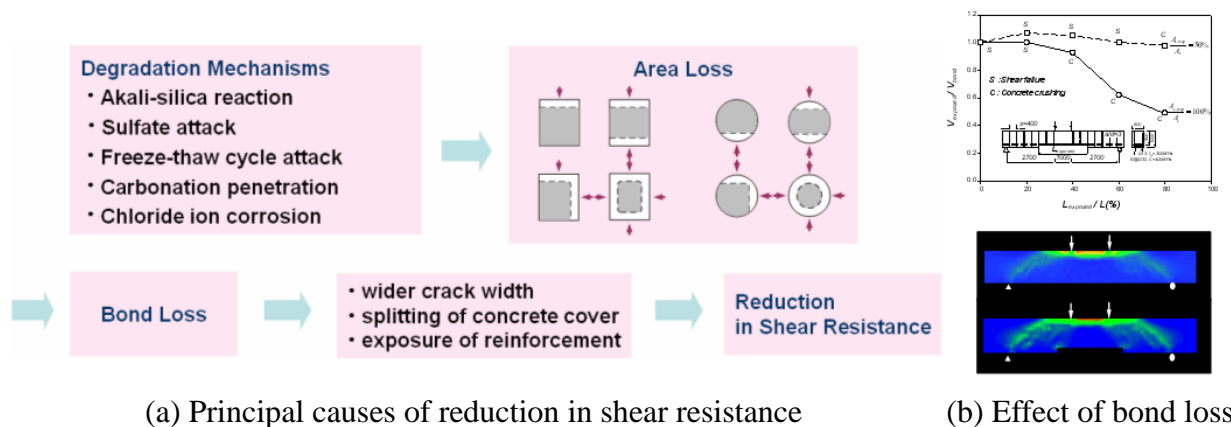 Degradation Mechanisms
· Akali-silica reaction
· Sulfate attack
· Freeze-thaw cycle attack
· Carbonation penetration
· Chloride ion corrosion
Area Loss
Bond Loss
· wider crack width
· splitting of concrete cover
· exposure of reinforcement
Reduction
in Shear Resistance
(a) Principal causes of reduction in shear resistance
S S S C
S S C C C
1.2
1.0
0.8
0.6
0.4
0.2
0.0
= 50%
= 100%
S : Shear failure
C : Concrete crushing
2700 2700
0 20 40 60 80 100
(b) Effect of bond loss